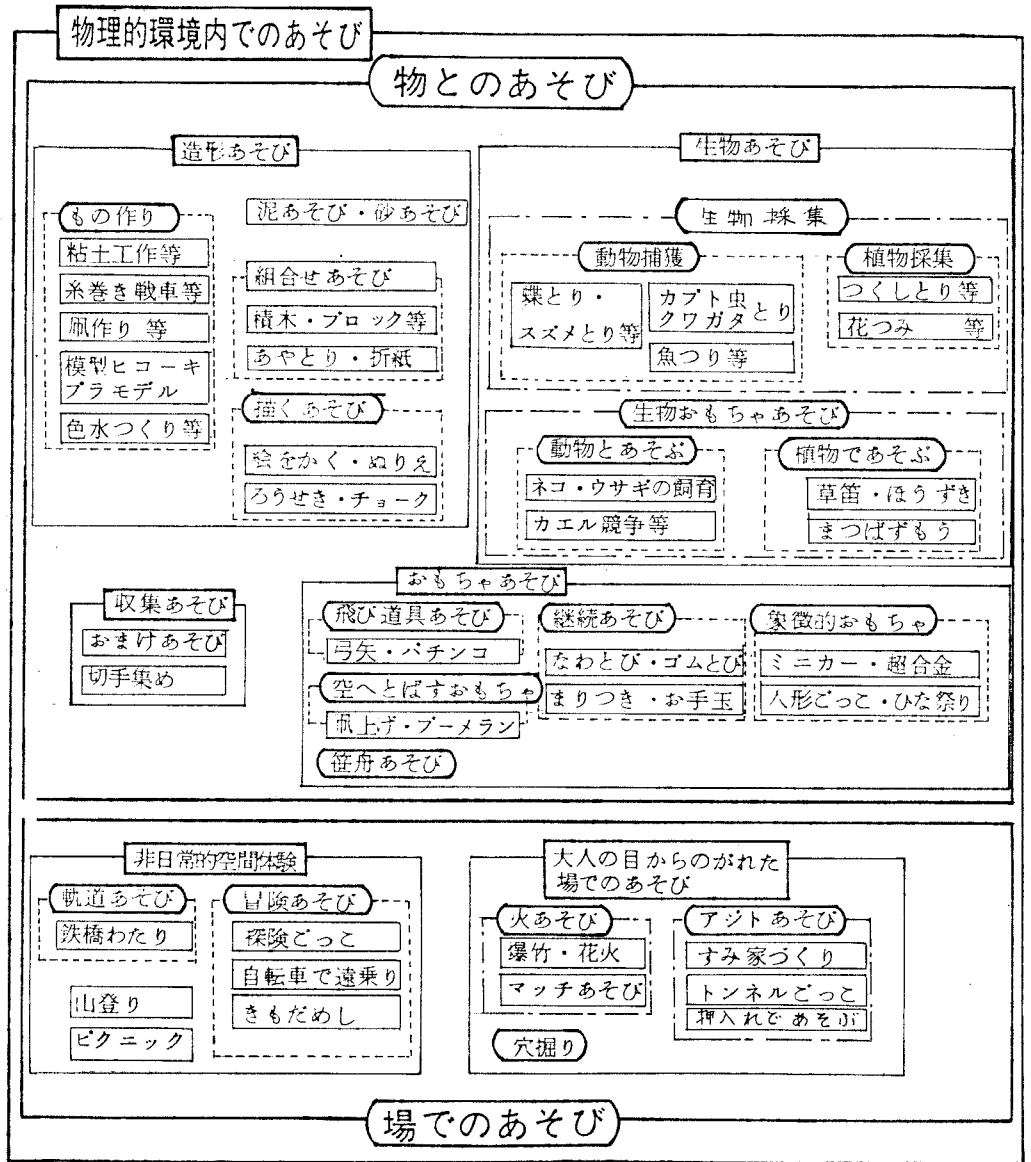 物理的環境内でのあそび
物とのあそび
造形あそび
もの作り
粘土工作等
糸巻き戦車等
凧作り 等
模型ヒコーキ
プラモデル
色水つくり等
泥あそび・砂あそび
組合せあそび
積木・ブロック等
あやとり・折紙
描くあそび
絵をかく・ぬりえ
ろうせき・チョーク
生物あそび
生物採集
動物捕獲
蝶とり・
スズメとり等
カブト虫
クワガタとり
魚つり等
植物採集
つくしとり等
花つみ 等
生物おもちゃあそび
動物とあそぶ
ネコ・ウサギの飼育
カエル競争等
植物であそぶ
草笛・ほうずき
まつばずもう
収集あそび
おまけあそび
切手集め
おもちゃあそび
飛び道具あそび
弓矢・パチンコ
空へとばすおもちゃ
凧上げ・ブーメラン
笹舟あそび
継続あそび
なわとび・ゴムとび
まりつき・お手玉
象徴的おもちゃ
ミニカー・超合金
人形ごっこ・ひな祭り
非日常的空間体験
軌道あそび
鉄橋わたり
山登り
ピクニック
冒険あそび
探険ごっこ
自転車で遠乗り
きもだめし
大人の目からのがれた
場でのあそび
火あそび
爆竹・花火
マッチあそび
穴掘り
アジトあそび
すみ家づくり
トンネルごっこ
押入れであそぶ
場でのあそび